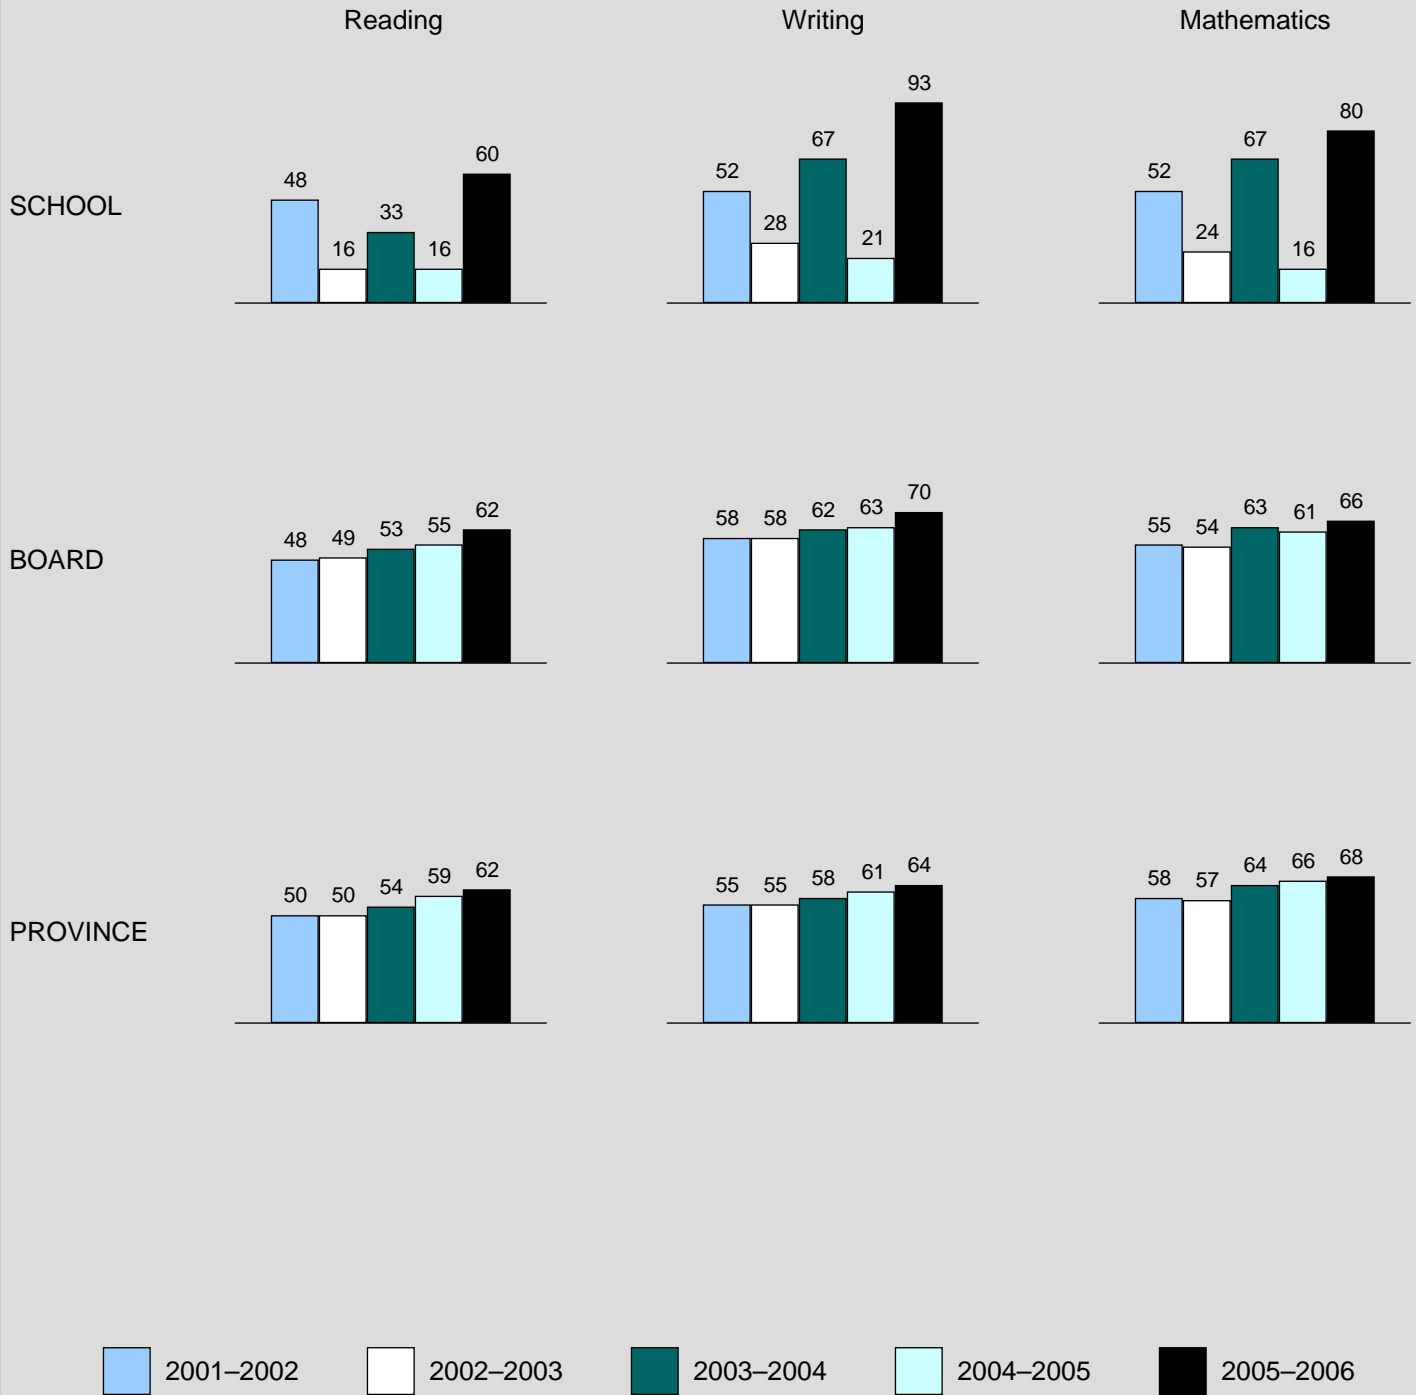 Reading Writing Mathematics
93
80
67 67
60
52 52
48
SCHOOL
33
28
24
21
16 16 16
70
62 62 63 63 66
58 58 61
BOARD 48 49 53 55 55 54
62 64 64 66 68
59 61
50 50 54 55 55 58 58 57
PROVINCE
2001–2002 2002–2003 2003–2004 2004–2005 2005–2006